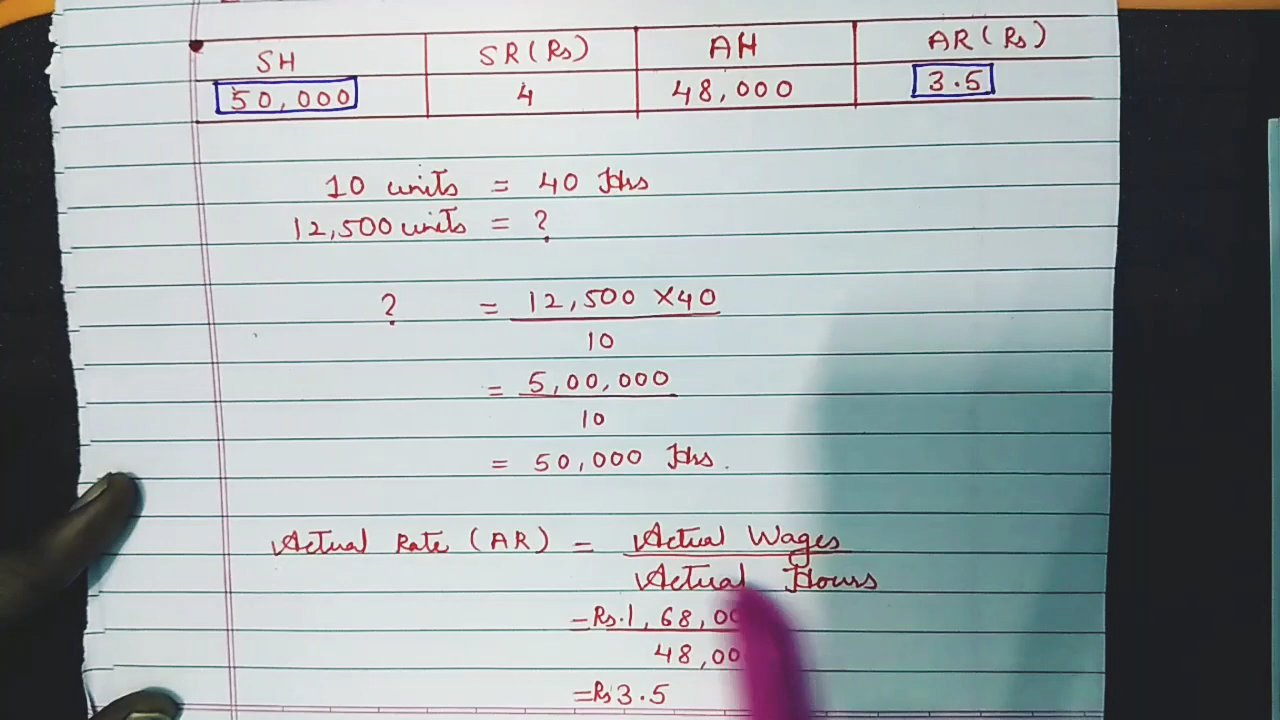 SH SR (Rs) AH AR (Rs)
50,000 4 48,000 3.5
10 units = 40 Hrs
12,500 units = ?
? = 12,500 X40
10
= 5,00,000
10
= 50,000 Hrs.
Actual Rate (AR) = Actual Wages
Actual Hours
=Rs.1,68,00
48,00
=Rs3.5